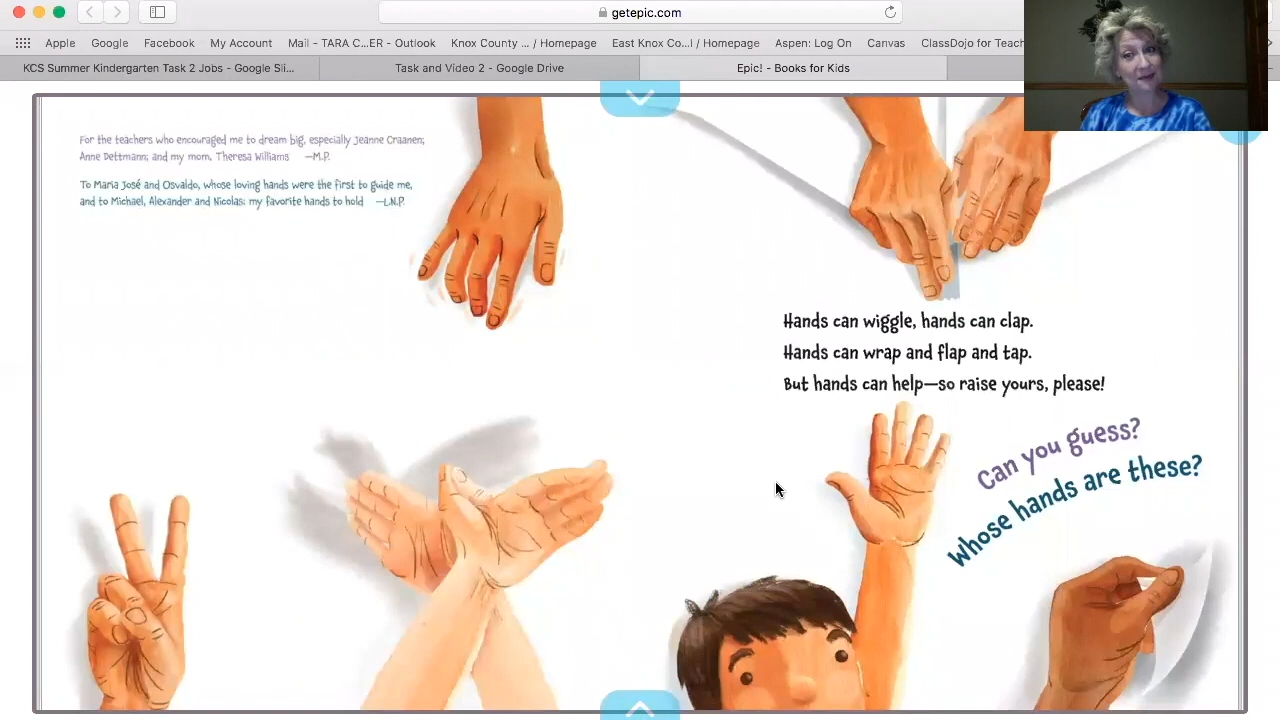 getepic.com
Apple Google Facebook My Account Mail - TARA C...ER - Outlook Knox County ... / Homepage East Knox Co...l / Homepage Aspen: Log On Canvas ClassDojo for Teach
KCS Summer Kindergarten Task 2 Jobs - Google Sli... Task and Video 2 - Google Drive Epic! - Books for Kids
For the teachers who encouraged me to dream big, especially Jeanne Craanen;
Anne Dettmann; and my mom, Theresa Williams —M.P.
To Maria José and Osvaldo, whose loving hands were the first to guide me,
and to Michael, Alexander and Nicolas: my favorite hands to hold —L.N.P.
Hands can wiggle, hands can clap.
Hands can wrap and flap and tap.
But hands can help—so raise yours, please!
Can you guess?
Whose hands are these?